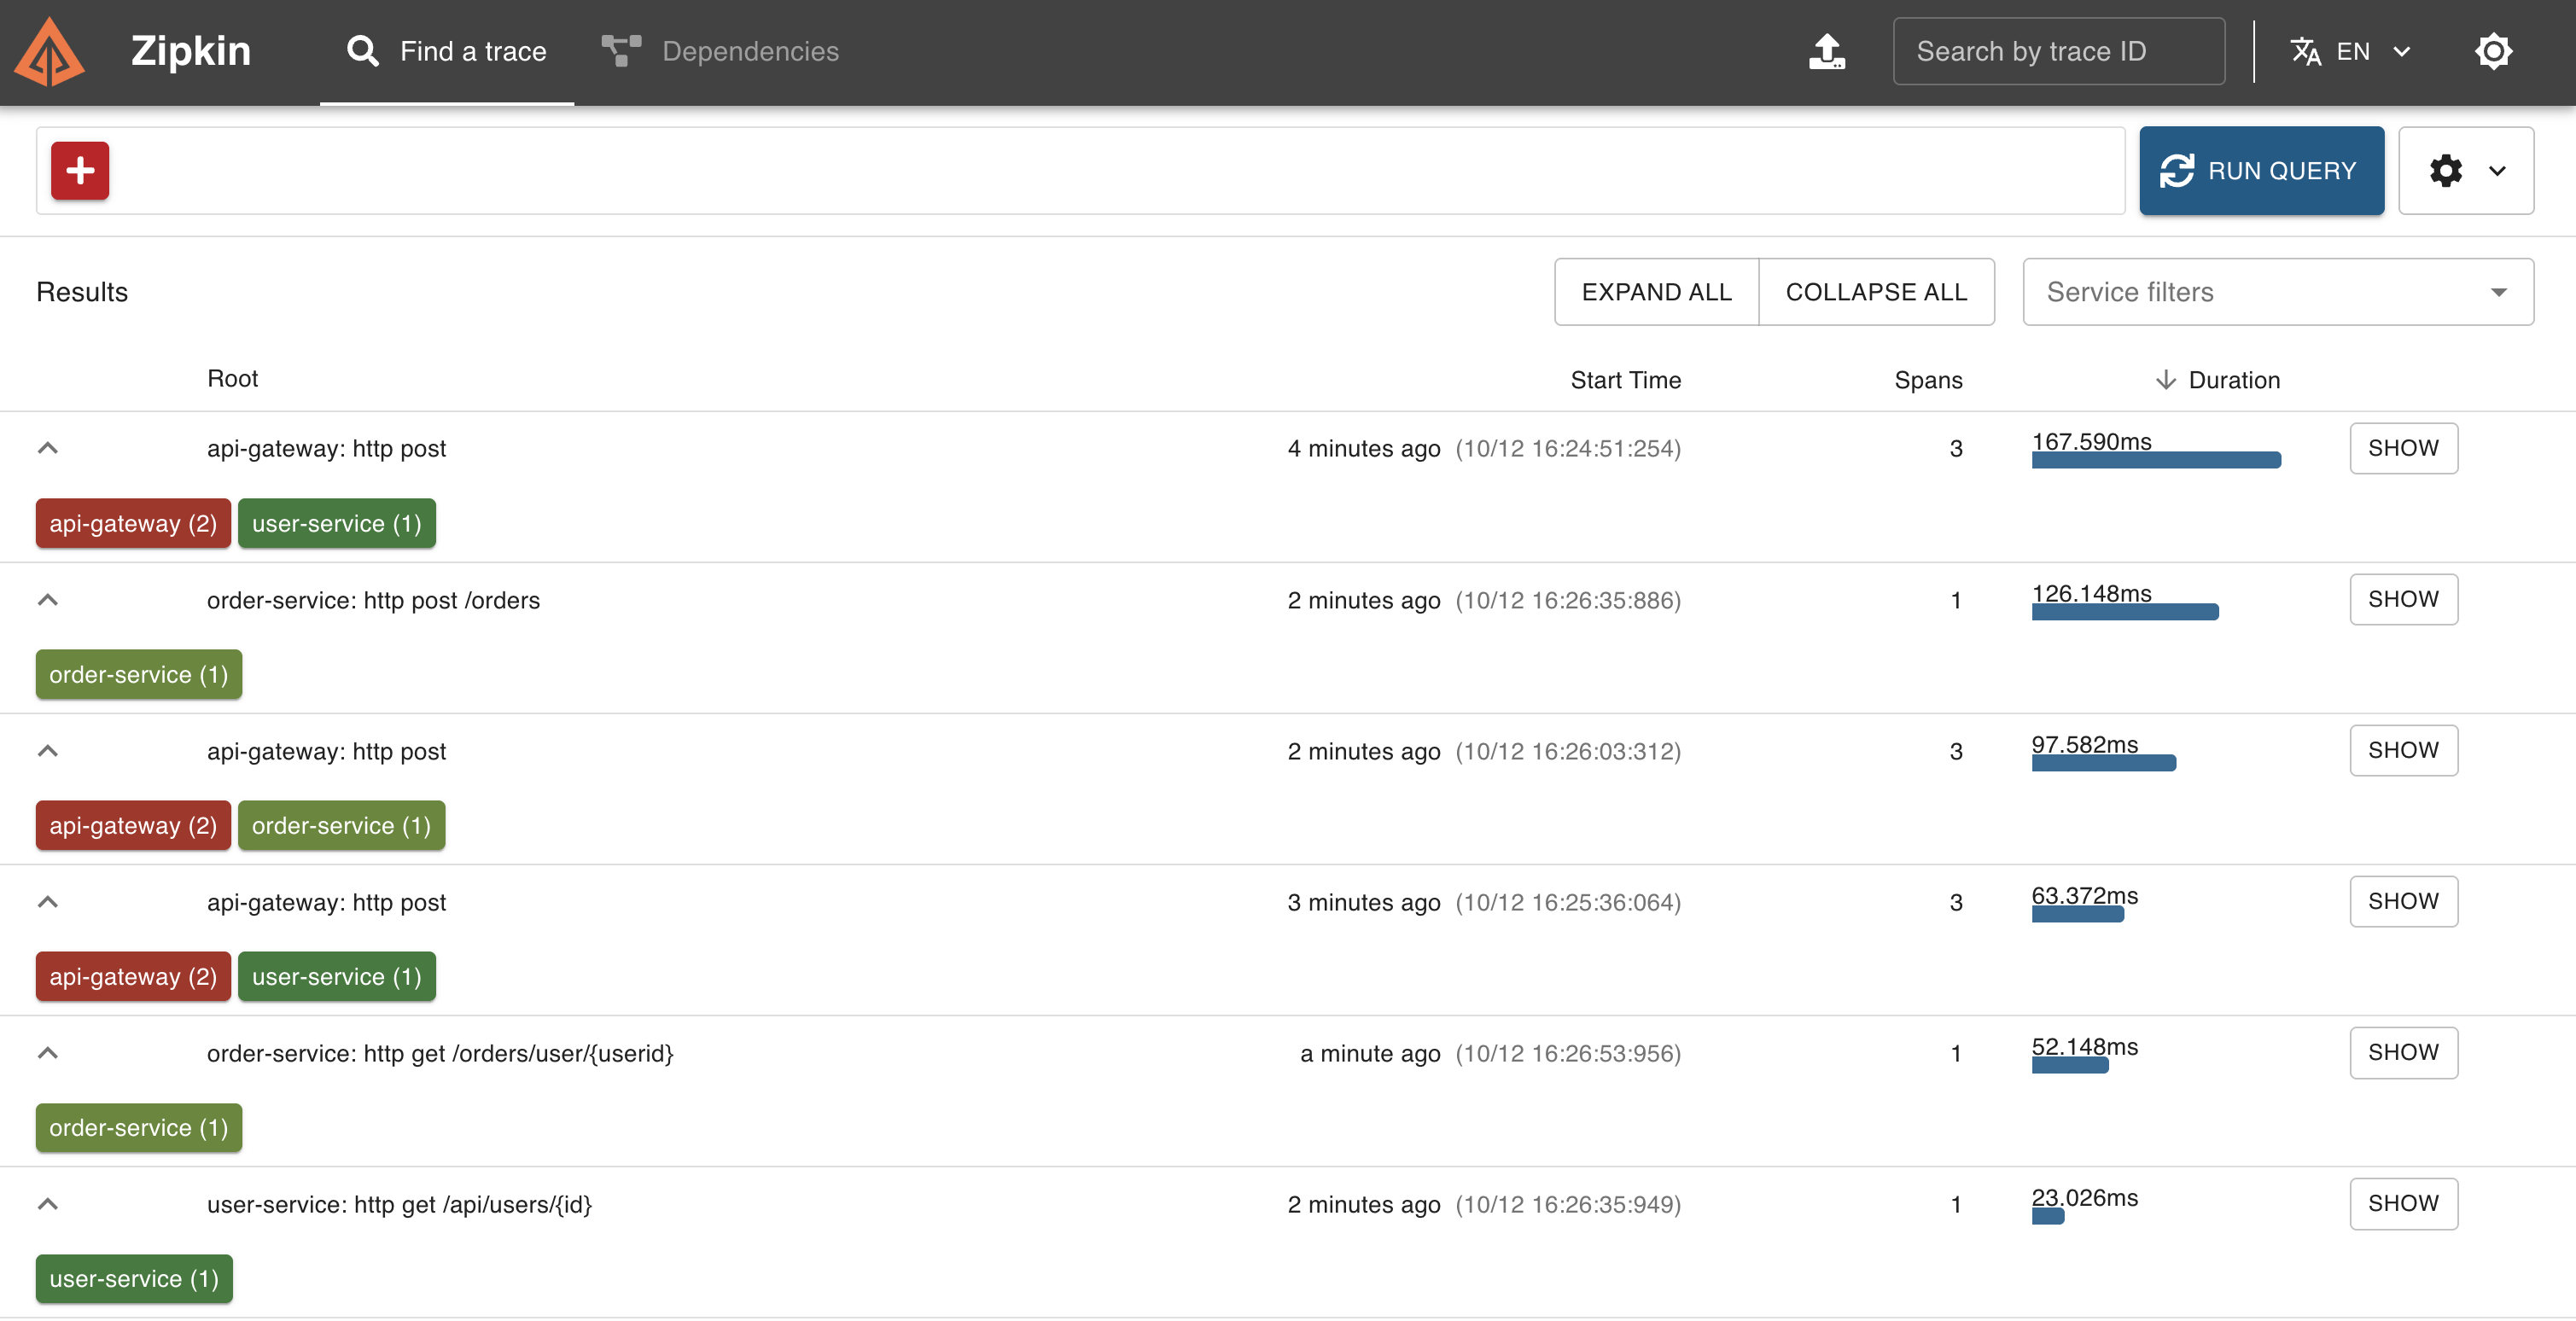 Zipkin Find a trace Dependencies Search by trace ID EN
RUN QUERY
Results EXPAND ALL COLLAPSE ALL Service filters
Root Start Time Spans Duration
api-gateway: http post 4 minutes ago (10/12 16:24:51:254) 3 167.590ms SHOW
api-gateway (2) user-service (1)
order-service: http post /orders 2 minutes ago (10/12 16:26:35:886) 1 126.148ms SHOW
order-service (1)
api-gateway: http post 2 minutes ago (10/12 16:26:03:312) 3 97.582ms SHOW
api-gateway (2) order-service (1)
api-gateway: http post 3 minutes ago (10/12 16:25:36:064) 3 63.372ms SHOW
api-gateway (2) user-service (1)
order-service: http get /orders/user/{userid} a minute ago (10/12 16:26:53:956) 1 52.148ms SHOW
order-service (1)
user-service: http get /api/users/{id} 2 minutes ago (10/12 16:26:35:949) 1 23.026ms SHOW
user-service (1)